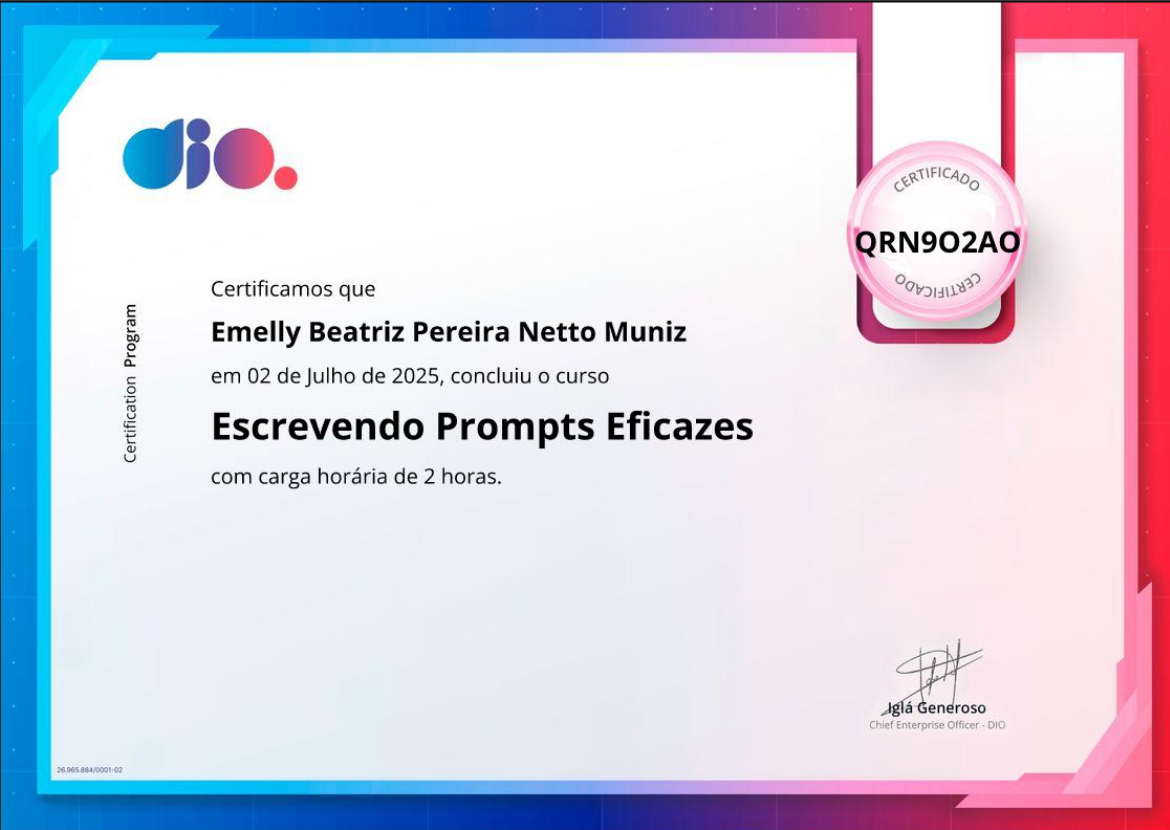 dio.
CERTIFICADO
QRN9O2AO
CERTIFICADO
Certification Program
Certificamos que
Emelly Beatriz Pereira Netto Muniz
em 02 de Julho de 2025, concluiu o curso
Escrevendo Prompts Eficazes
com carga horária de 2 horas.
Iglá Generoso
Chief Enterprise Officer - DIO
26.965.884/0001-02